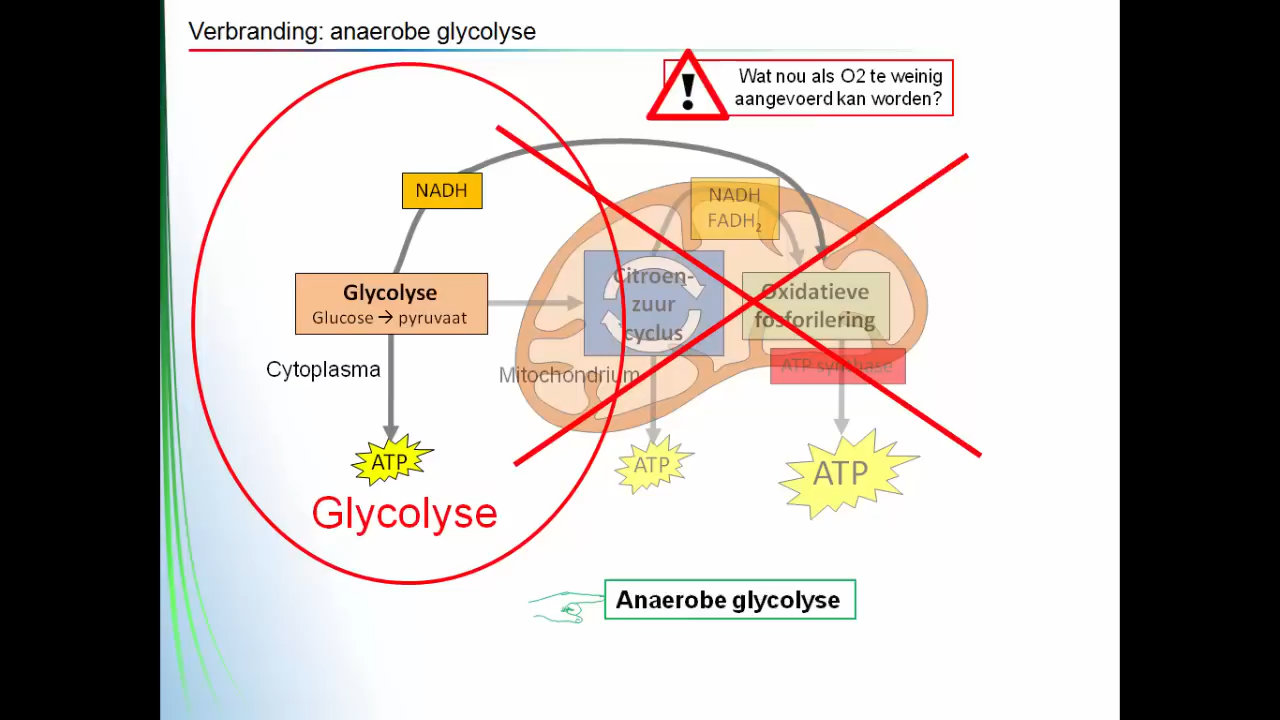 Verbranding: anaerobe glycolyse
!
Wat nou als O2 te weinig
aangevoerd kan worden?
NADH
NADH
FADH2
Glycolyse
Glucose → pyruvaat
Citroen-
zuur
cyclus
Oxidatieve
fosforilering
Cytoplasma
Mitochondrium
ATP synthase
ATP
ATP
ATP
Glycolyse
Anaerobe glycolyse